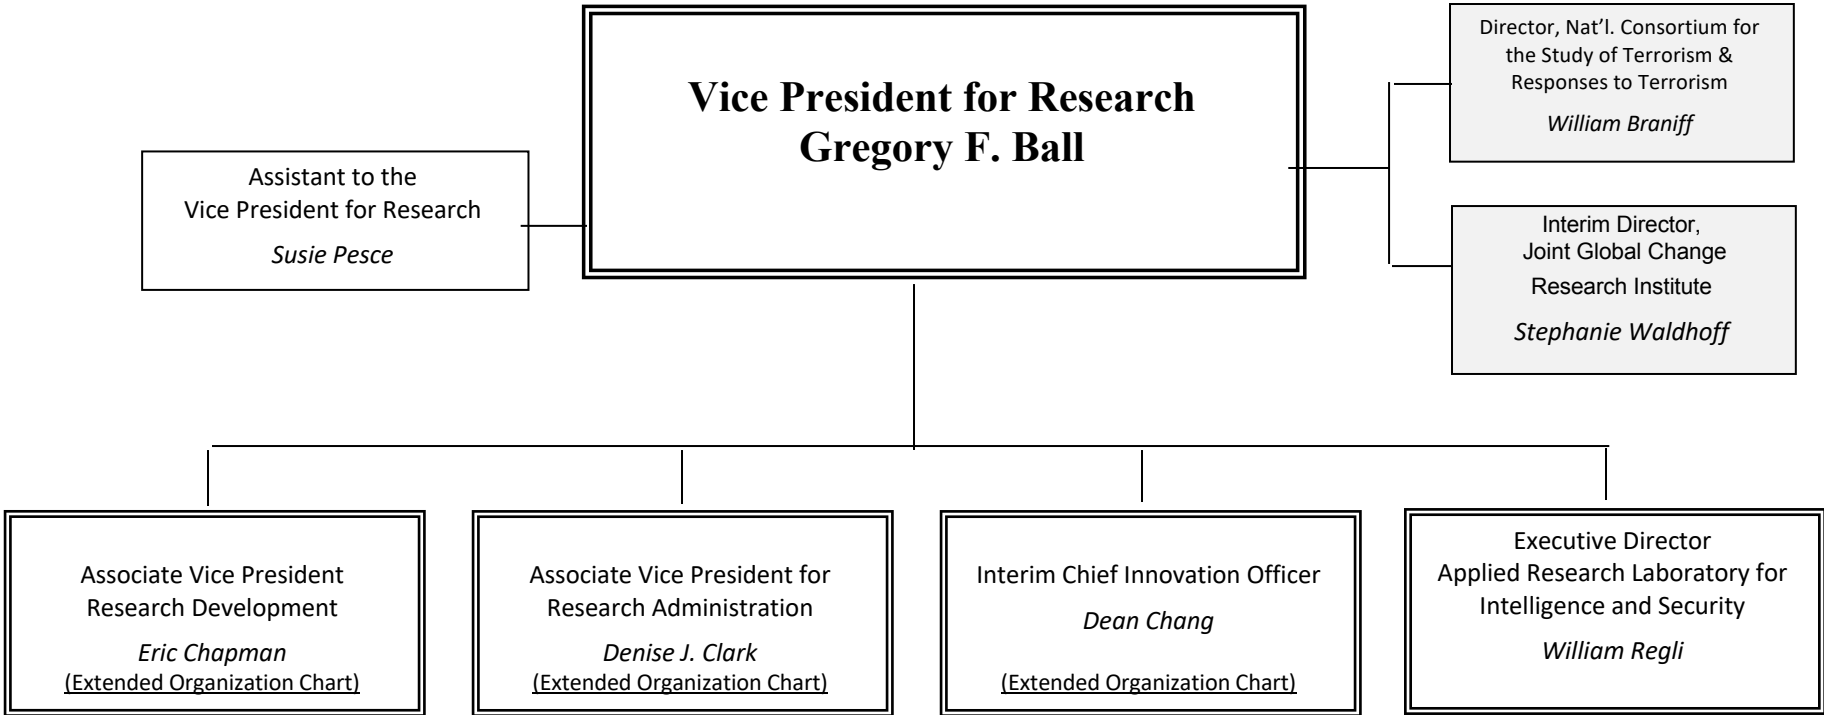 Vice President for Research
Gregory F. Ball
Director, Nat’l. Consortium for
the Study of Terrorism &
Responses to Terrorism
William Braniff
Assistant to the
Vice President for Research
Susie Pesce
Interim Director,
Joint Global Change
Research Institute
Stephanie Waldhoff
Associate Vice President
Research Development
Eric Chapman
(Extended Organization Chart)
Associate Vice President for
Research Administration
Denise J. Clark
(Extended Organization Chart)
Interim Chief Innovation Officer
Dean Chang
(Extended Organization Chart)
Executive Director
Applied Research Laboratory for
Intelligence and Security
William Regli